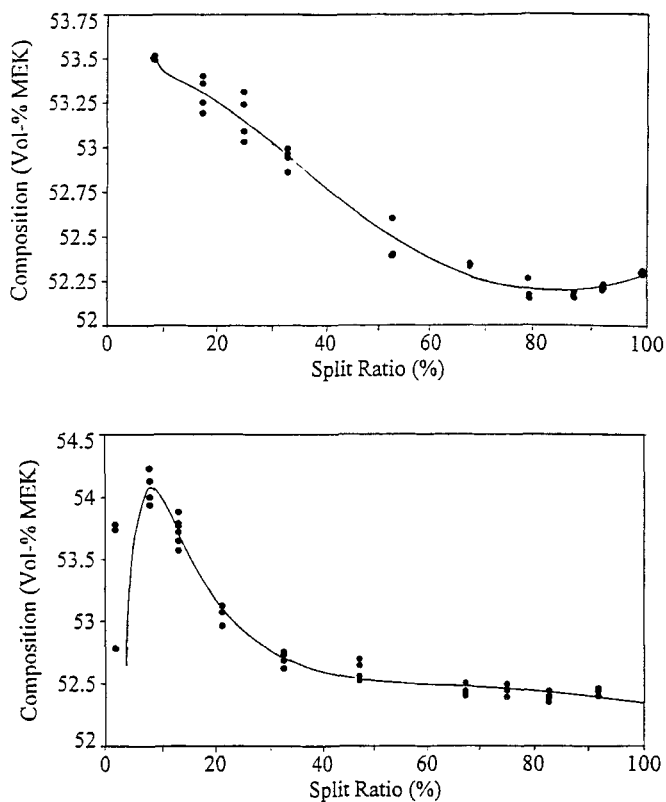 53.75
53.5
53.25
53
52.75
52.5
52.25
52
0 20 40 60 80 100
Composition (Vol-% MEK)
Split Ratio (%)
54.5
54
53.5
53
52.5
52
0 20 40 60 80 100
Composition (Vol-% MEK)
Split Ratio (%)